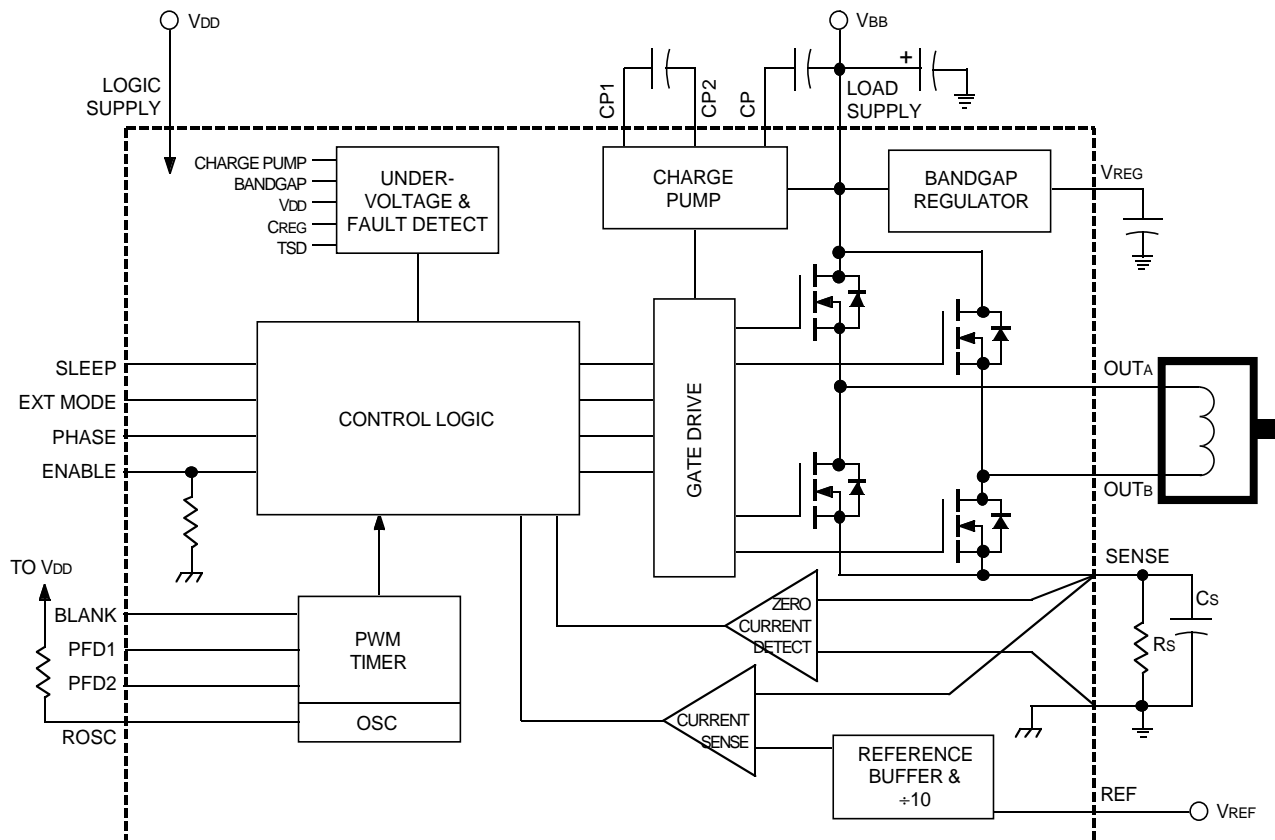 VDD
VBB
LOGIC
SUPPLY
CP1
CP2
CP
+
LOAD
SUPPLY
CHARGE PUMP
BANDGAP
VDD
CREG
TSD
UNDER-
VOLTAGE &
FAULT DETECT
CHARGE
PUMP
BANDGAP
REGULATOR
VREG
SLEEP
EXT MODE
PHASE
ENABLE
CONTROL LOGIC
GATE DRIVE
OUTA
OUTB
SENSE
TO VDD
BLANK
PFD1
PFD2
ROSC
PWM
TIMER
OSC
ZERO
CURRENT
DETECT
CURRENT
SENSE
CS
RS
REFERENCE
BUFFER &
÷10
REF
VREF